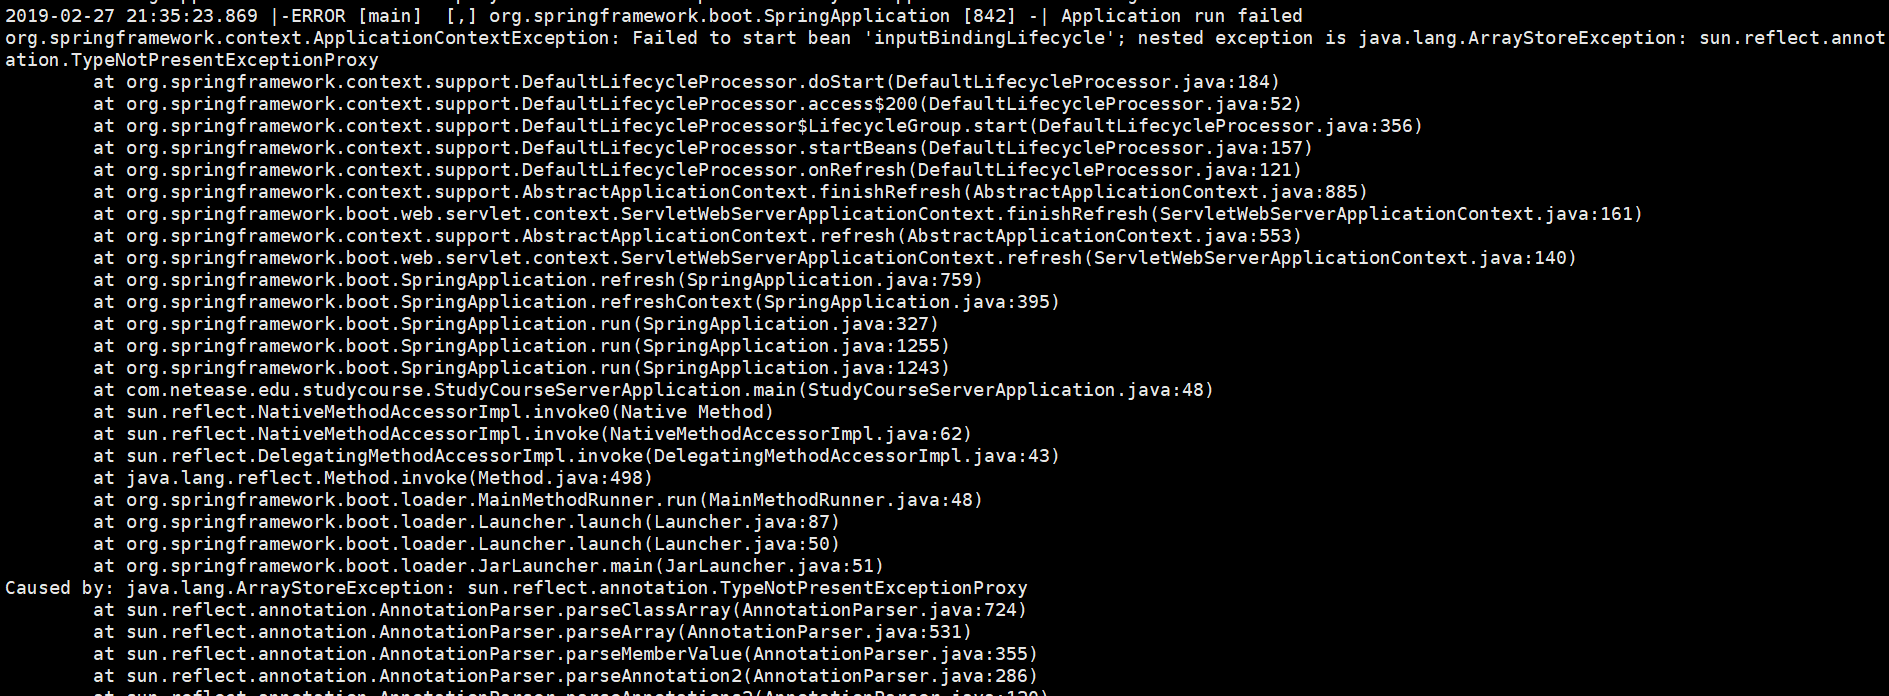 2019-02-27 21:35:23.869 |-ERROR [main]  [,] org.springframework.boot.SpringApplication [842] -| Application run failed
org.springframework.context.ApplicationContextException: Failed to start bean 'inputBindingLifecycle'; nested exception is java.lang.ArrayStoreException: sun.reflect.annot
ation.TypeNotPresentExceptionProxy
        at org.springframework.context.support.DefaultLifecycleProcessor.doStart(DefaultLifecycleProcessor.java:184)
        at org.springframework.context.support.DefaultLifecycleProcessor.access$200(DefaultLifecycleProcessor.java:52)
        at org.springframework.context.support.DefaultLifecycleProcessor$LifecycleGroup.start(DefaultLifecycleProcessor.java:356)
        at org.springframework.context.support.DefaultLifecycleProcessor.startBeans(DefaultLifecycleProcessor.java:157)
        at org.springframework.context.support.DefaultLifecycleProcessor.onRefresh(DefaultLifecycleProcessor.java:121)
        at org.springframework.context.support.AbstractApplicationContext.finishRefresh(AbstractApplicationContext.java:885)
        at org.springframework.boot.web.servlet.context.ServletWebServerApplicationContext.finishRefresh(ServletWebServerApplicationContext.java:161)
        at org.springframework.context.support.AbstractApplicationContext.refresh(AbstractApplicationContext.java:553)
        at org.springframework.boot.web.servlet.context.ServletWebServerApplicationContext.refresh(ServletWebServerApplicationContext.java:140)
        at org.springframework.boot.SpringApplication.refresh(SpringApplication.java:759)
        at org.springframework.boot.SpringApplication.refreshContext(SpringApplication.java:395)
        at org.springframework.boot.SpringApplication.run(SpringApplication.java:327)
        at org.springframework.boot.SpringApplication.run(SpringApplication.java:1255)
        at org.springframework.boot.SpringApplication.run(SpringApplication.java:1243)
        at com.netease.edu.studycourse.StudyCourseServerApplication.main(StudyCourseServerApplication.java:48)
        at sun.reflect.NativeMethodAccessorImpl.invoke0(Native Method)
        at sun.reflect.NativeMethodAccessorImpl.invoke(NativeMethodAccessorImpl.java:62)
        at sun.reflect.DelegatingMethodAccessorImpl.invoke(DelegatingMethodAccessorImpl.java:43)
        at java.lang.reflect.Method.invoke(Method.java:498)
        at org.springframework.boot.loader.MainMethodRunner.run(MainMethodRunner.java:48)
        at org.springframework.boot.loader.Launcher.launch(Launcher.java:87)
        at org.springframework.boot.loader.Launcher.launch(Launcher.java:50)
        at org.springframework.boot.loader.JarLauncher.main(JarLauncher.java:51)
Caused by: java.lang.ArrayStoreException: sun.reflect.annotation.TypeNotPresentExceptionProxy
        at sun.reflect.annotation.AnnotationParser.parseClassArray(AnnotationParser.java:724)
        at sun.reflect.annotation.AnnotationParser.parseArray(AnnotationParser.java:531)
        at sun.reflect.annotation.AnnotationParser.parseMemberValue(AnnotationParser.java:355)
        at sun.reflect.annotation.AnnotationParser.parseAnnotation2(AnnotationParser.java:286)